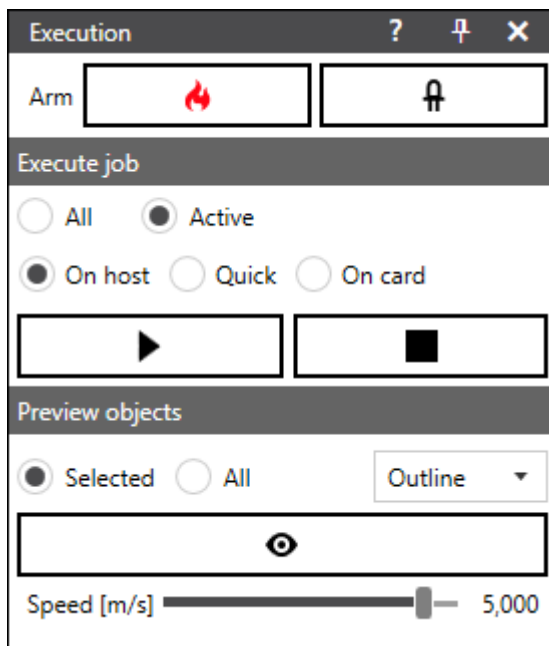 Execution ?
Arm
Execute job
All Active
On host Quick On card
Preview objects
Selected All Outline
Speed [m/s] 5,000